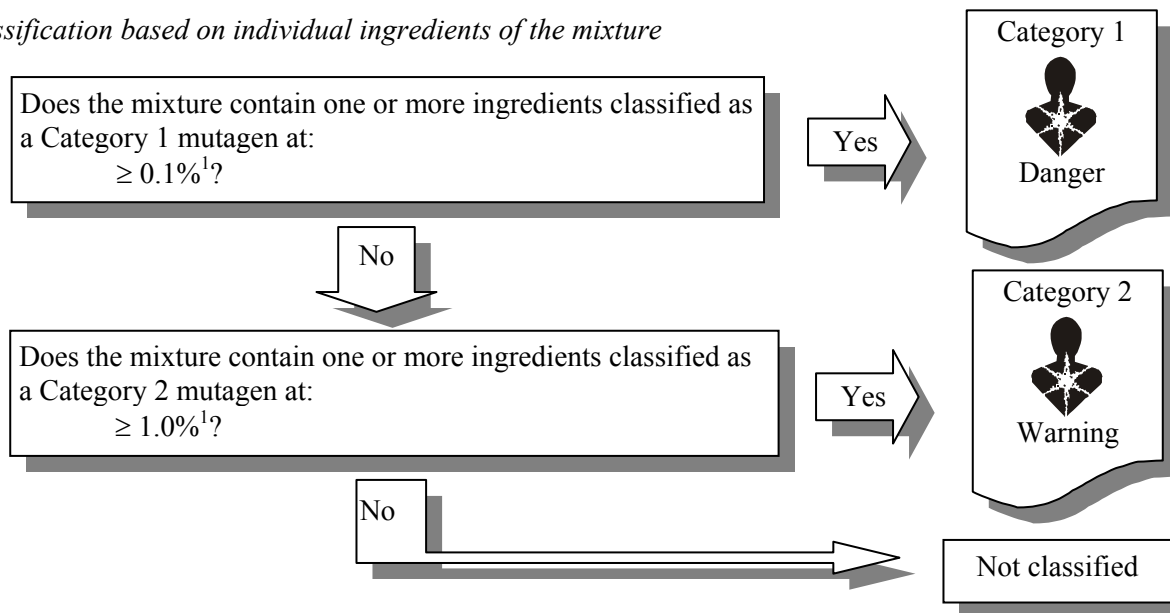 ssification based on individual ingredients of the mixture
Does the mixture contain one or more ingredients classified as
a Category 1 mutagen at:
≥ 0.1%¹?
Yes
Category 1
Danger
No
Does the mixture contain one or more ingredients classified as
a Category 2 mutagen at:
≥ 1.0%¹?
Yes
Category 2
Warning
No
Not classified